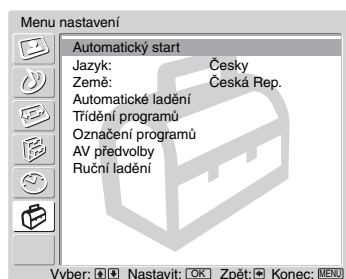 Menu nastavení
Automatický start
Jazyk: Česky
Země: Česká Rep.
Automatické ladění
Třídění programů
Označení programů
AV předvolby
Ruční ladění
Vyber: Nastavit: OK Zpět: Konec: MENU